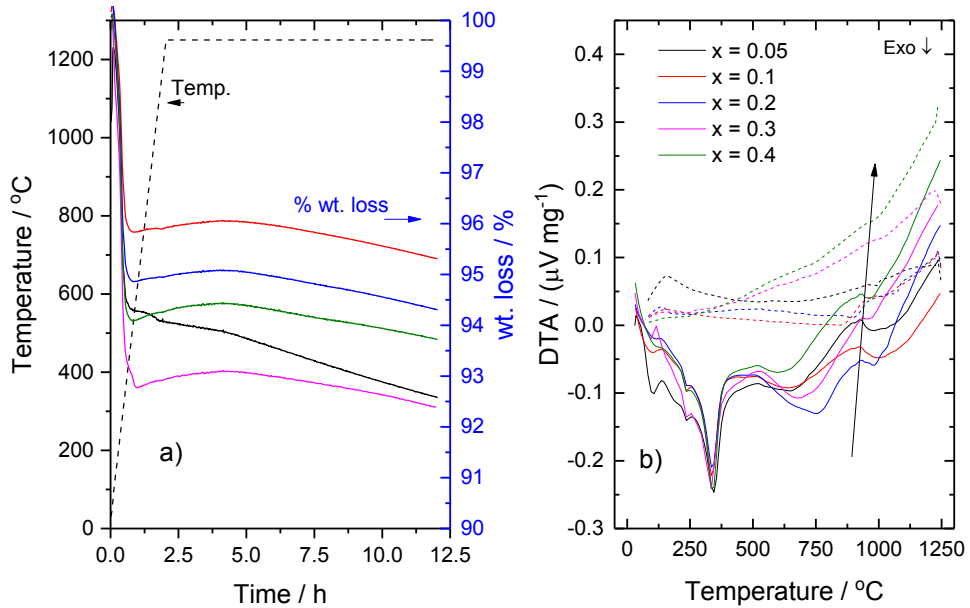 1200
1000
800
600
400
200
0
Temperature / ºC
0.0
2.5
5.0
7.5
10.0
12.5
Time / h
100
99
98
97
96
95
94
93
92
91
90
wt. loss / %
Temp.
% wt. loss
a)
0.4
0.3
0.2
0.1
0.0
-0.1
-0.2
-0.3
DTA / (μV mg⁻¹)
x = 0.05
x = 0.1
x = 0.2
x = 0.3
x = 0.4
Exo ↓
b)
0
250
500
750
1000
1250
Temperature / ºC